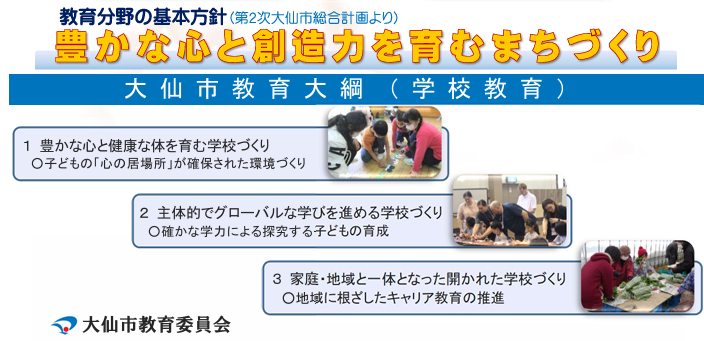 教育分野の基本方針（第2次大仙市総合計画より）
豊かな心と創造力を育むまちづくり
大仙市教育大綱（学校教育）
1 豊かな心と健康な体を育む学校づくり
○子どもの「心の居場所」が確保された環境づくり
2 主体的でグローバルな学びを進める学校づくり
○確かな学力による探究する子どもの育成
3 家庭・地域と一体となった開かれた学校づくり
○地域に根ざしたキャリア教育の推進
大仙市教育委員会